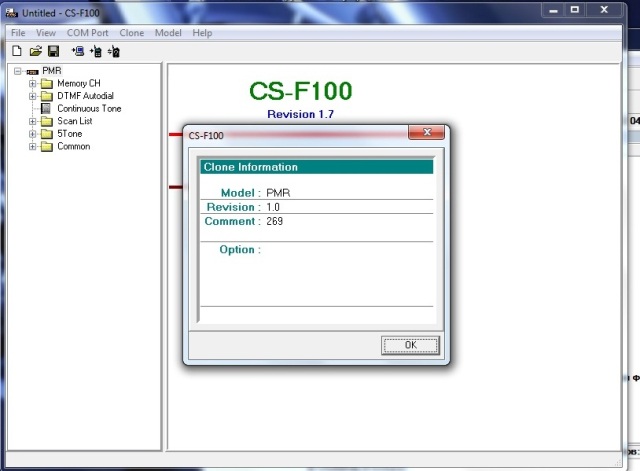 Untitled - CS-F100
File View COM Port Clone Model Help
PMR
Memory CH
DTMF Autodial
Continuous Tone
Scan List
5Tone
Common
CS-F100
Revision 1.7
CS-F100
Clone Information
Model : PMR
Revision : 1.0
Comment : 269
Option :
OK
04
Ф